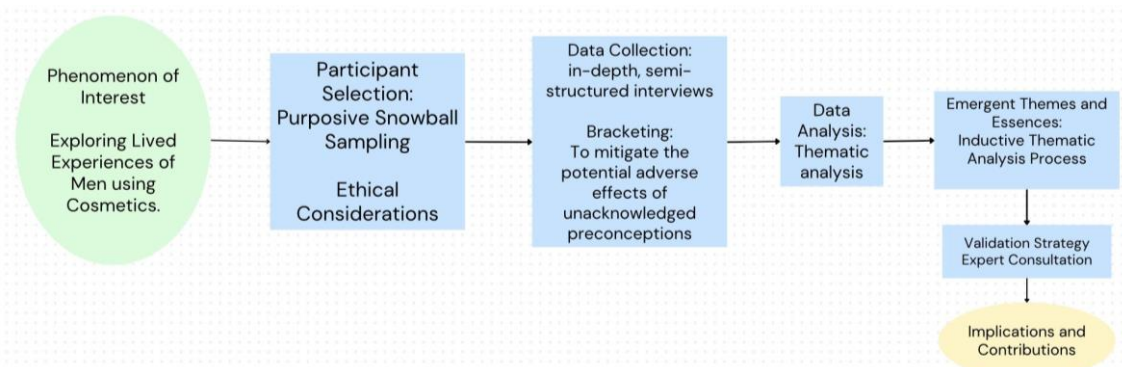 Phenomenon of
Interest
Exploring Lived
Experiences of
Men using
Cosmetics.
Participant
Selection:
Purposive Snowball
Sampling
Ethical
Considerations
Data Collection:
in-depth, semi-
structured interviews
Bracketing:
To mitigate the
potential adverse
effects of
unacknowledged
preconceptions
Data
Analysis:
Thematic
analysis
Emergent Themes and
Essences:
Inductive Thematic
Analysis Process
Validation Strategy
Expert Consultation
Implications and
Contributions